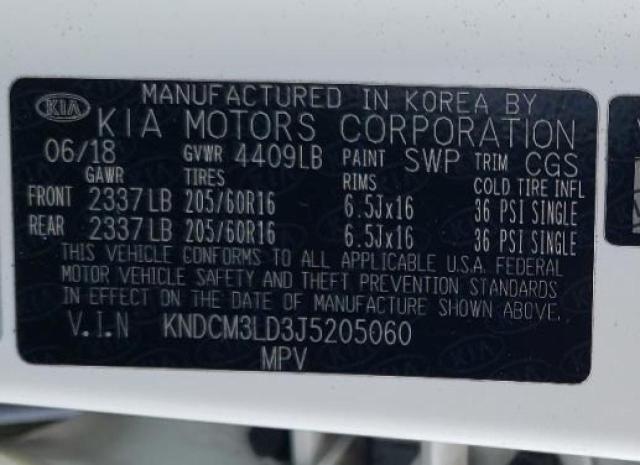 MANUFACTURED IN KOREA BY
KIA KIA MOTORS CORPORATION
06/18 GVWR 4409LB PAINT SWP TRIM CGS
GAWR TIRES RIMS COLD TIRE INFL
FRONT 2337LB 205/60R16 6.5Jx16 36 PSI SINGLE
REAR 2337LB 205/60R16 6.5Jx16 36 PSI SINGLE
THIS VEHICLE CONFORMS TO ALL APPLICABLE U.S.A. FEDERAL
MOTOR VEHICLE SAFETY AND THEFT PREVENTION STANDARDS
IN EFFECT ON THE DATE OF MANUFACTURE SHOWN ABOVE.
V.I.N KNDCM3LD3J5205060
MPV